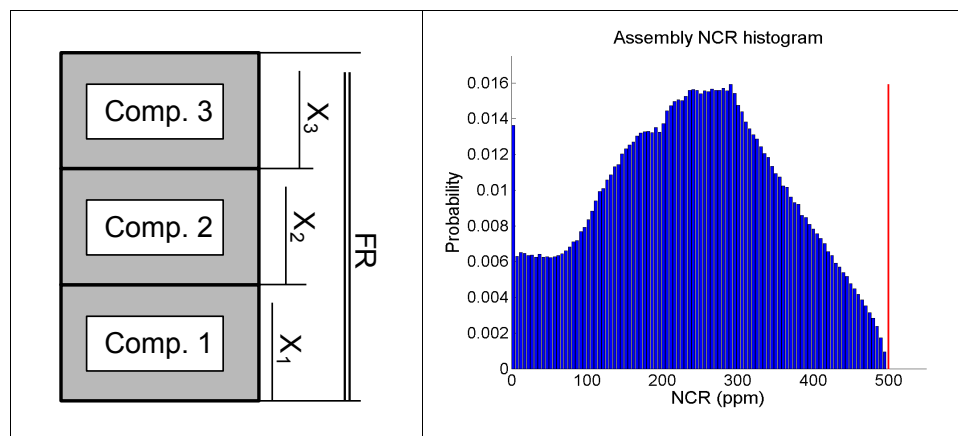 Comp. 3
X3
Comp. 2
X2
FR
Comp. 1
X1
Assembly NCR histogram
Probability
0.016
0.014
0.012
0.01
0.008
0.006
0.004
0.002
0
0 100 200 300 400 500
NCR (ppm)